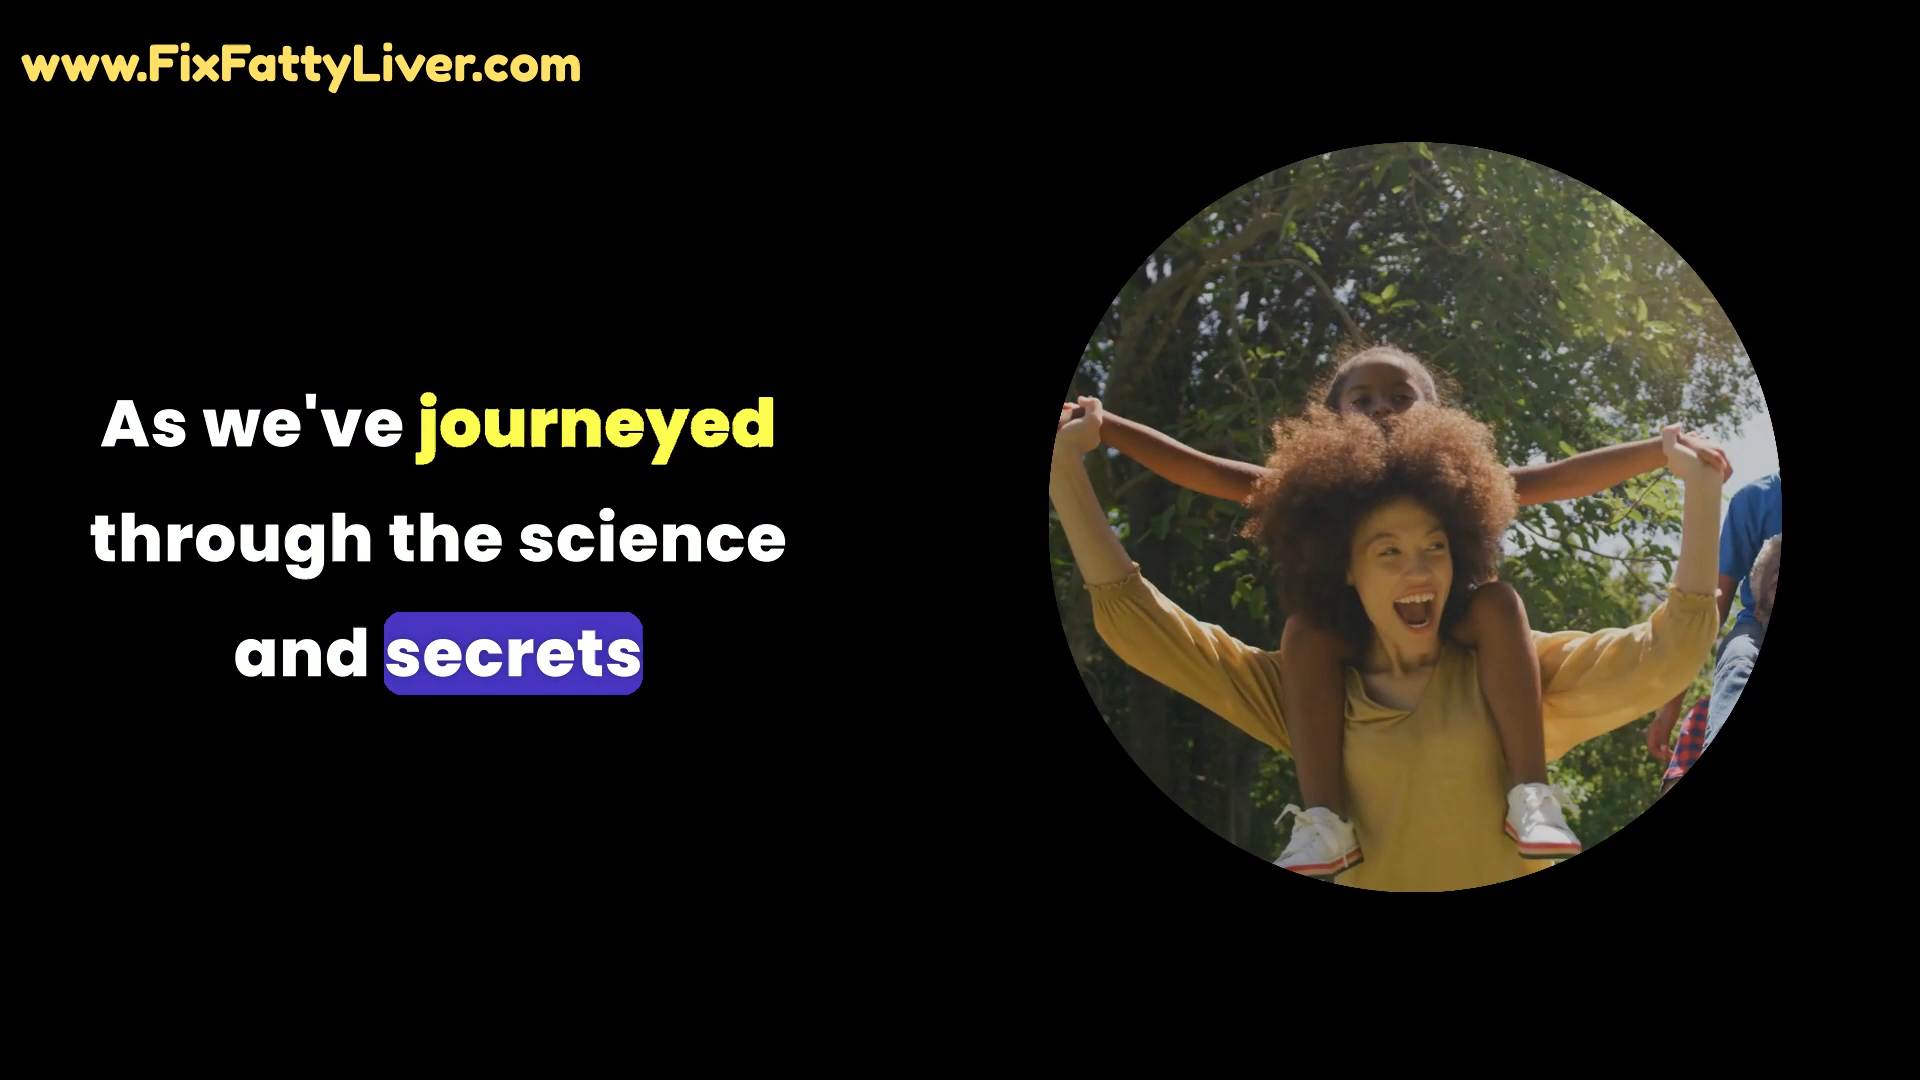 www.FixFattyLiver.com
As we've journeyed
through the science
and secrets